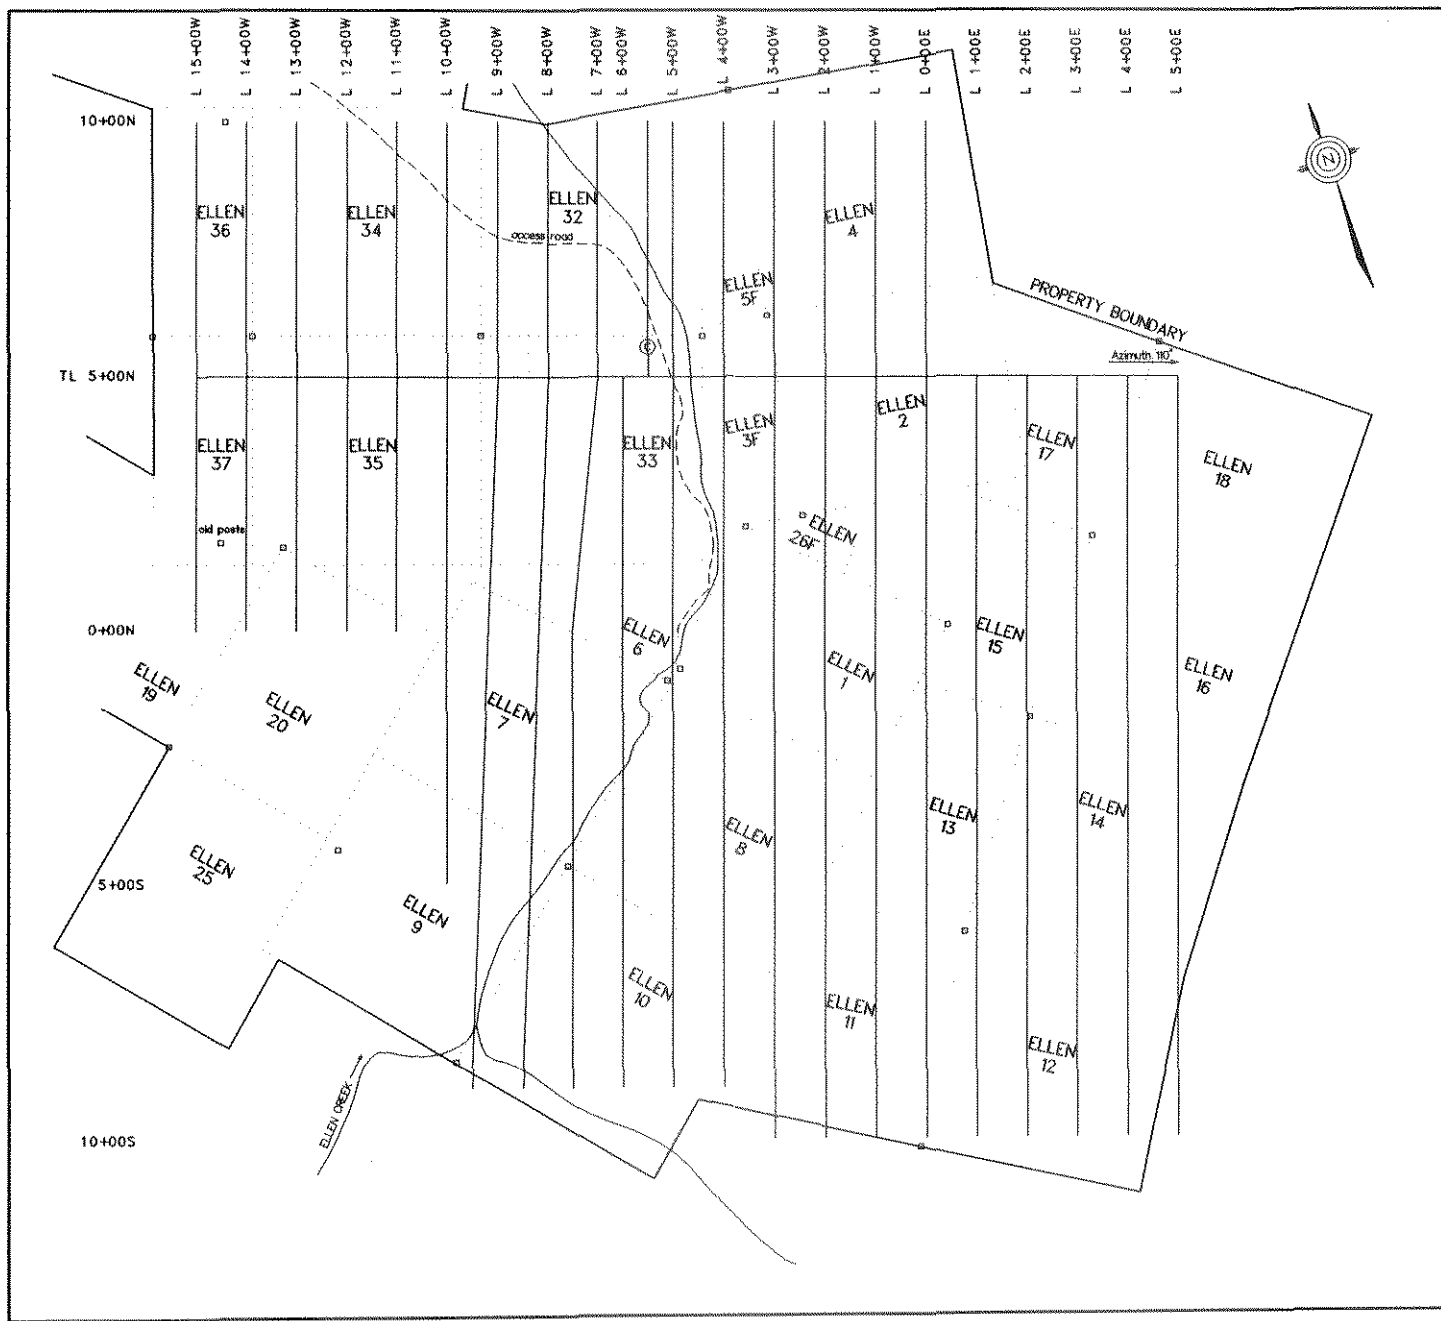 L 15+00W
L 14+00W
L 13+00W
L 12+00W
L 11+00W
L 10+00W
L 9+00W
L 8+00W
L 7+00W
L 6+00W
L 5+00W
L 4+00W
L 3+00W
L 2+00W
L 1+00W
L 0+00E
L 1+00E
L 2+00E
L 3+00E
L 4+00E
L 5+00E
10+00N
N
ELLEN
36
ELLEN
34
ELLEN
32
access road
ELLEN
4
ELLEN
5F
PROPERTY BOUNDARY
Azimuth 110°
C
TL 5+00N
ELLEN
37
ELLEN
35
ELLEN
33
ELLEN
3F
ELLEN
2
ELLEN
17
ELLEN
18
old posts
ELLEN
26F
0+00N
ELLEN
19
ELLEN
20
ELLEN
7
ELLEN
6
ELLEN
1
ELLEN
15
ELLEN
16
ELLEN
25
5+00S
ELLEN
9
ELLEN
8
ELLEN
13
ELLEN
14
ELLEN
10
ELLEN
11
ELLEN
12
ELLEN CREEK
10+00S